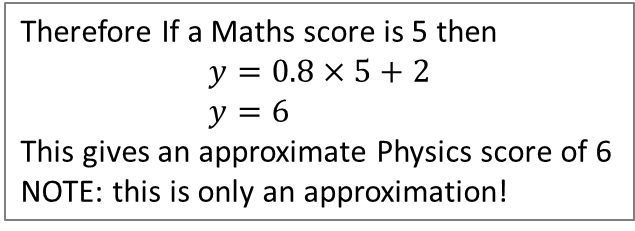 Therefore If a Maths score is 5 then
y = 0.8 × 5 + 2
y = 6
This gives an approximate Physics score of 6
NOTE: this is only an approximation!